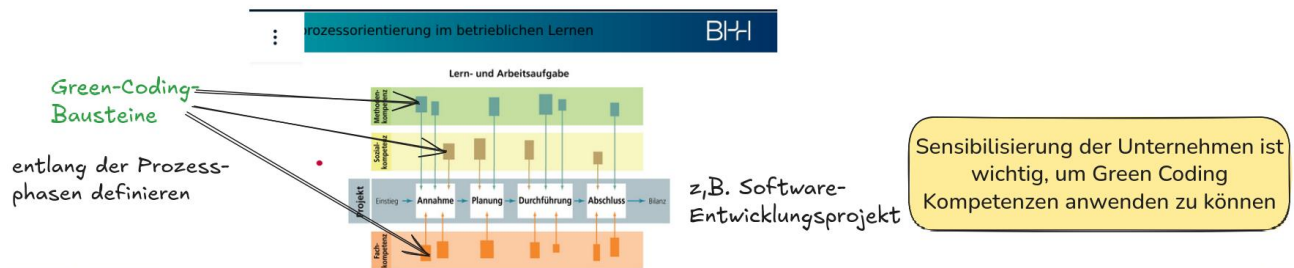 prozessorientierung im betrieblichen Lernen
BHH
Lern- und Arbeitsaufgabe
Green-Coding-
Bausteine
entlang der Prozess-
phasen definieren
Methoden-
kompetenz
Sozial-
kompetenz
Projekt
Einstieg
Annahme
Planung
Durchführung
Abschluss
Bilanz
Fach-
kompetenz
z,B. Software-
Entwicklungsprojekt
Sensibilisierung der Unternehmen ist
wichtig, um Green Coding
Kompetenzen anwenden zu können